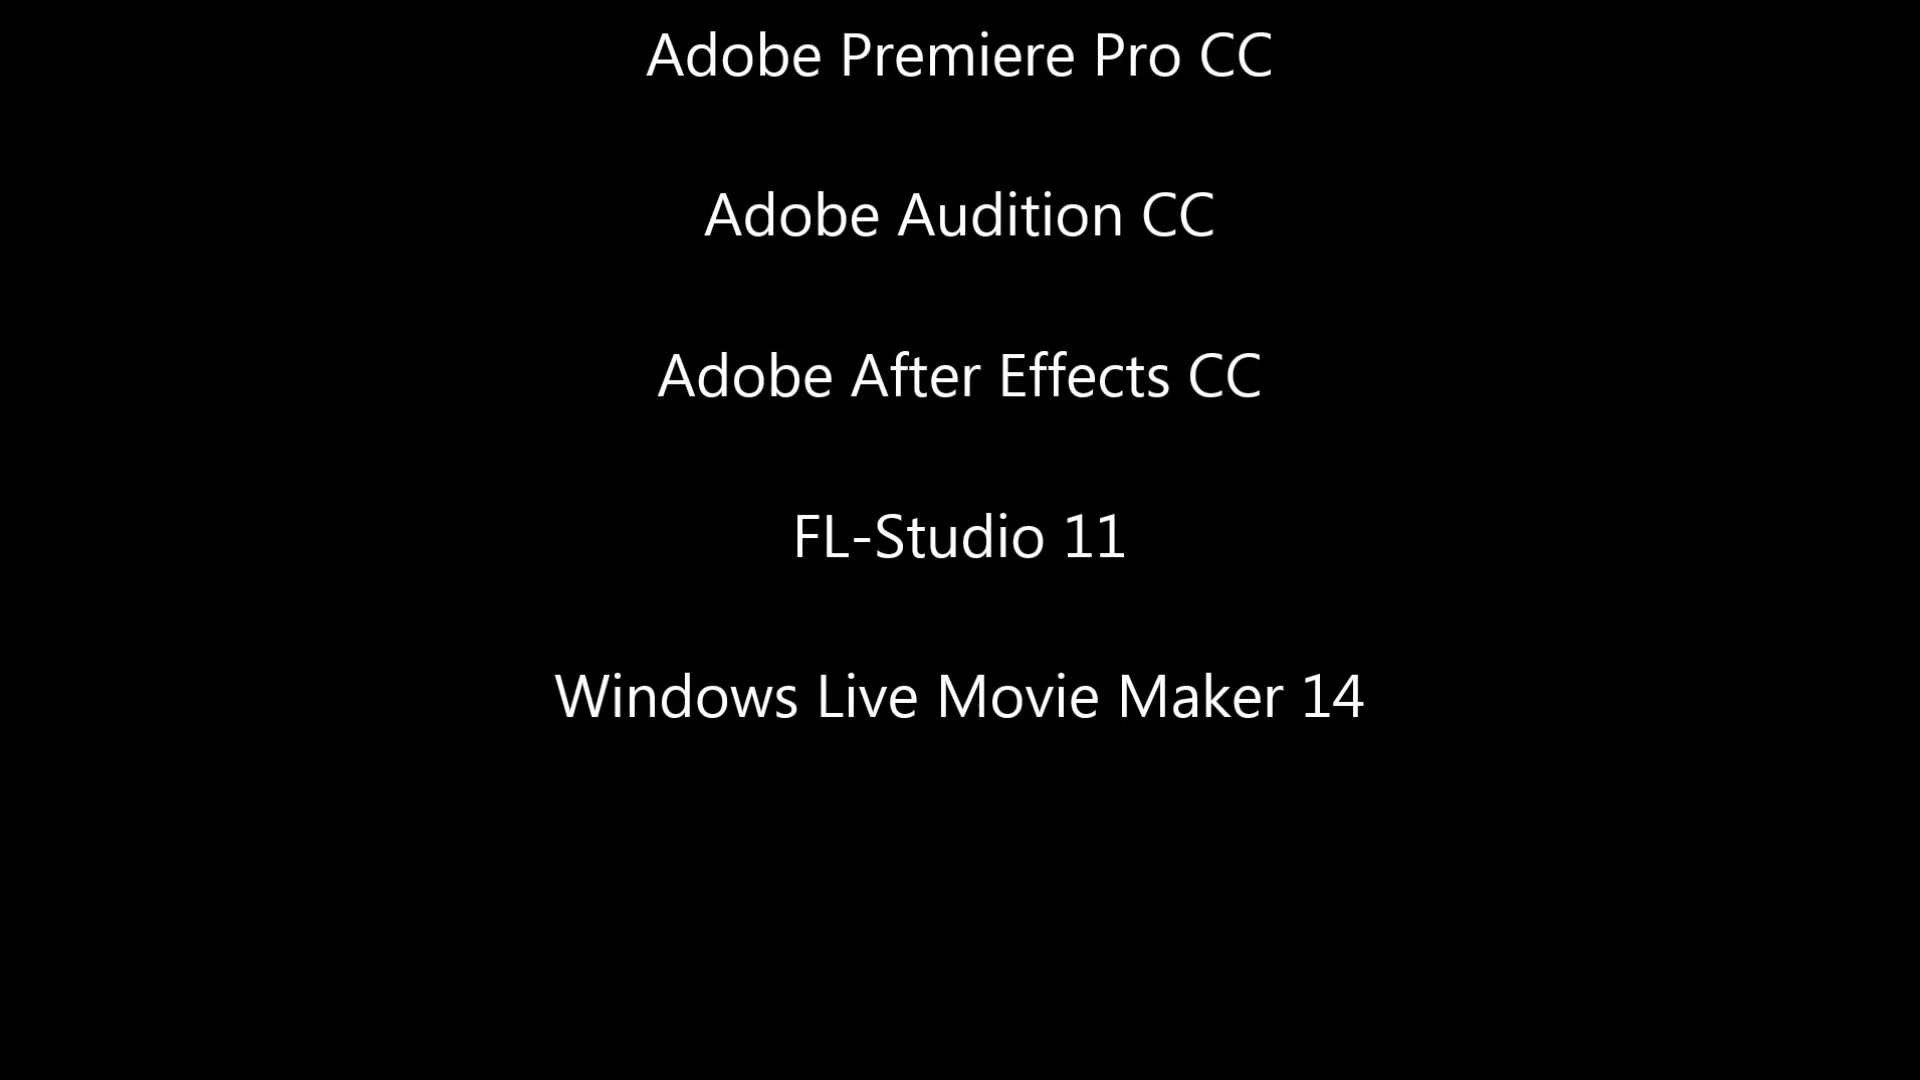 Adobe Premiere Pro CC
Adobe Audition CC
Adobe After Effects CC
FL-Studio 11
Windows Live Movie Maker 14